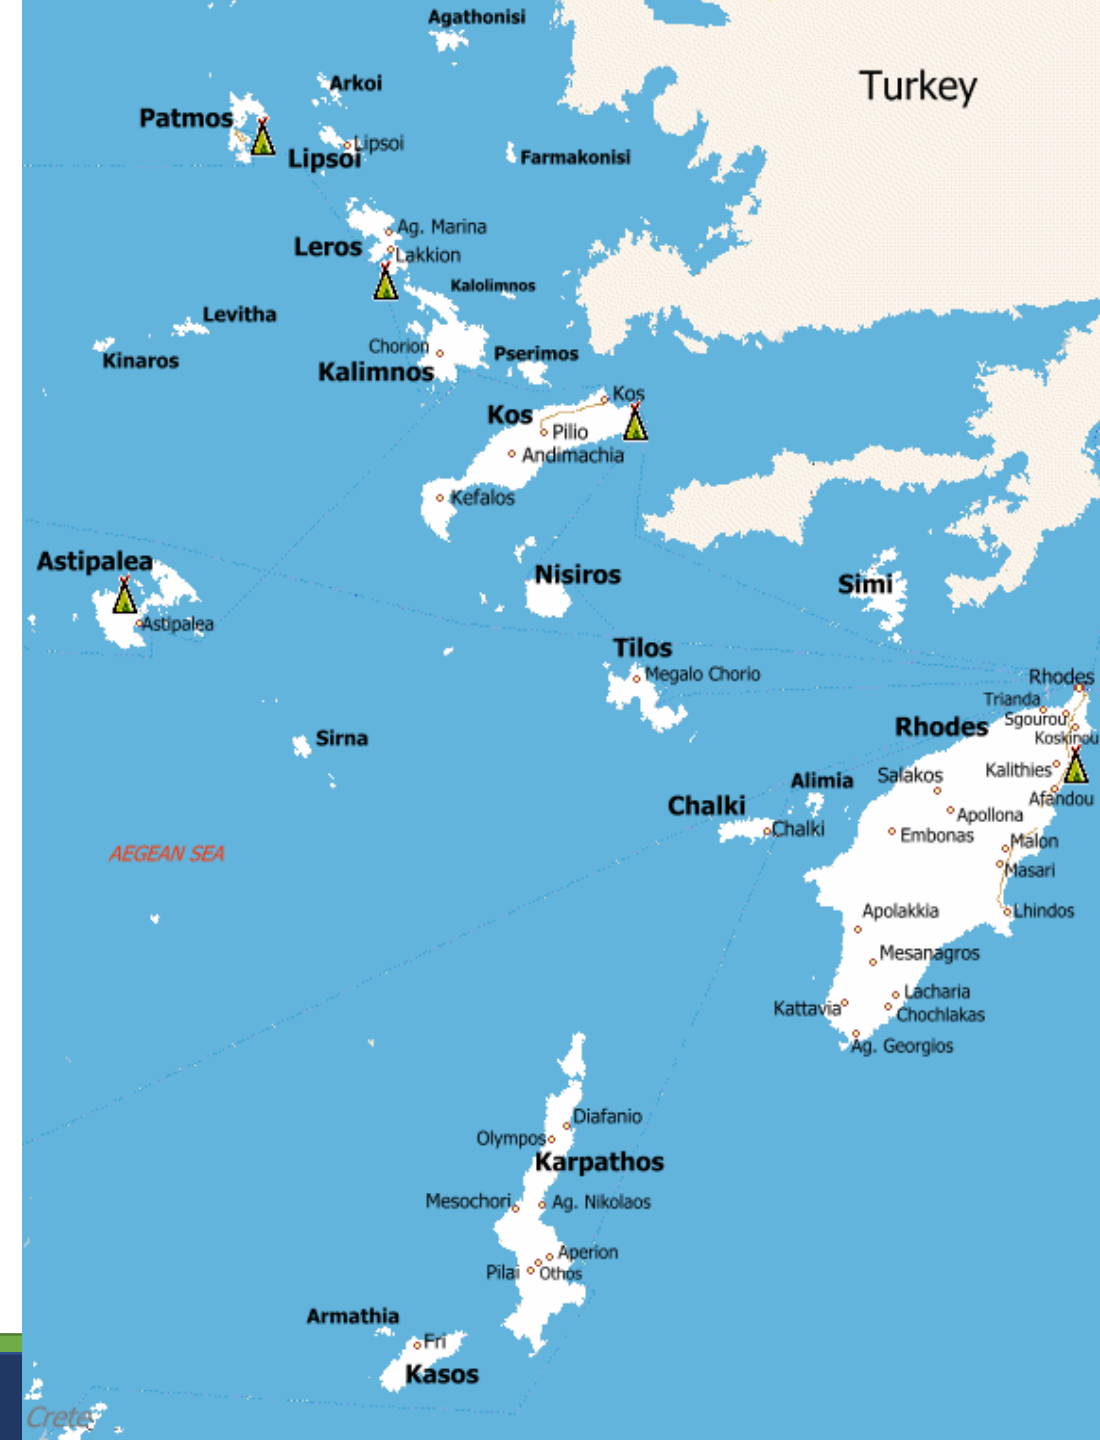 Agathonisi
Turkey
Arkoi
Patmos
Lipsoi
Lipsoi
Farmakonisi
Ag. Marina
Leros
Lakkion
Kalolimnos
Levitha
Chorion
Pserimos
Kinaros
Kalimnos
Kos
Kos
Pilio
Andimachia
Kefalos
Astipalea
Nisiros
Simi
Astipalea
Tilos
Megalo Chorio
Rhodes
Trianda
Sgourou
Rhodes
Koskinou
Sirna
Kalithies
Salakos
Alimia
Afandou
Chalki
Apollona
Chalki
Embonas
Malon
AEGEAN SEA
Masari
Apolakkia
Lhindos
Mesanagros
Lacharia
Kattavia
Chochlakas
Ag. Georgios
Diafanio
Olympos
Karpathos
Mesochori
Ag. Nikolaos
Aperion
Pilai
Othos
Armathia
Fri
Kasos
Crete